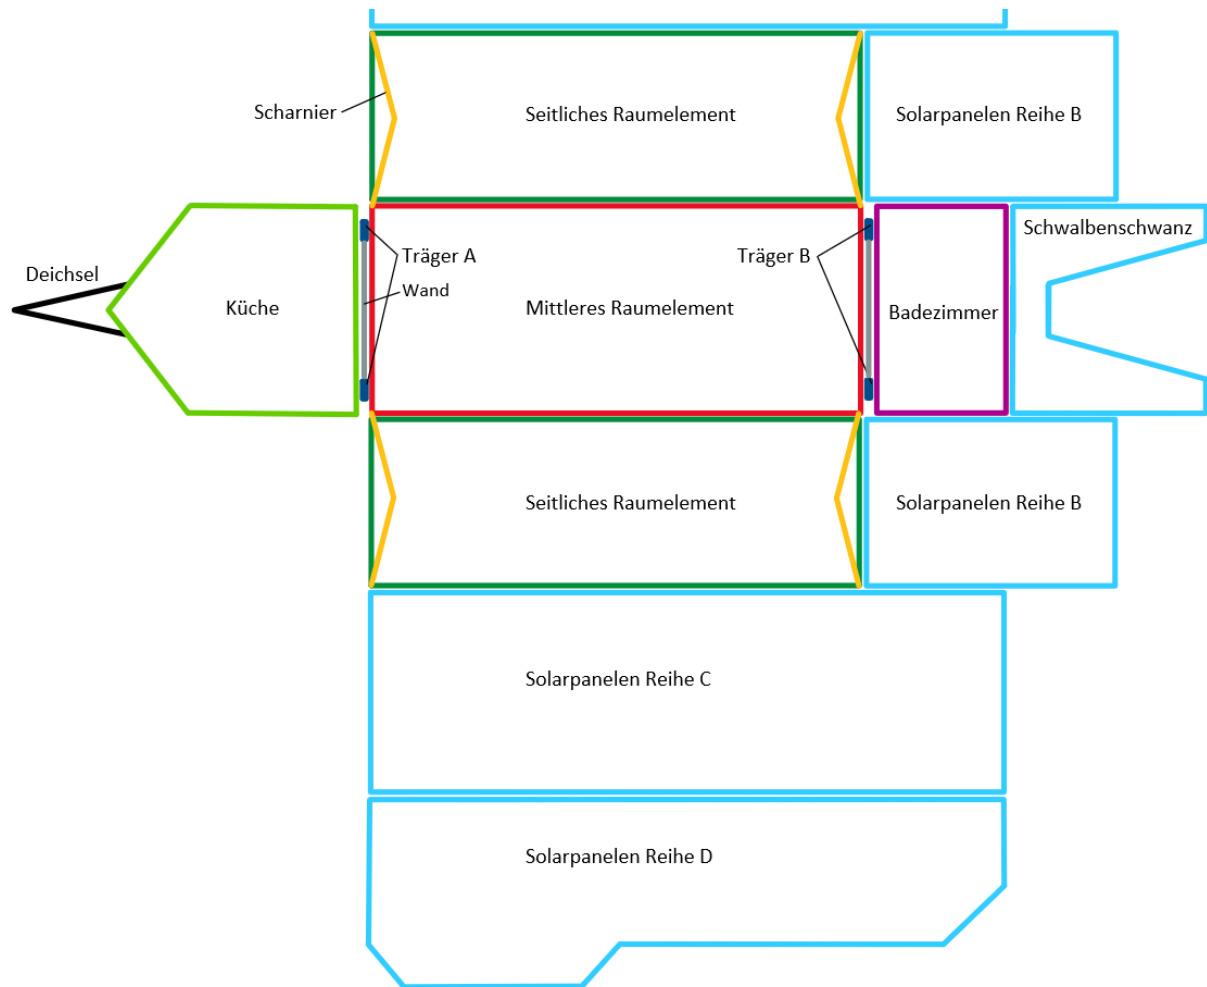 Scharnier
Seitliches Raumelement
Solarpanelen Reihe B
Schwalbenschwanz
Träger A
Träger B
Deichsel
Wand
Küche
Mittleres Raumelement
Badezimmer
Seitliches Raumelement
Solarpanelen Reihe B
Solarpanelen Reihe C
Solarpanelen Reihe D